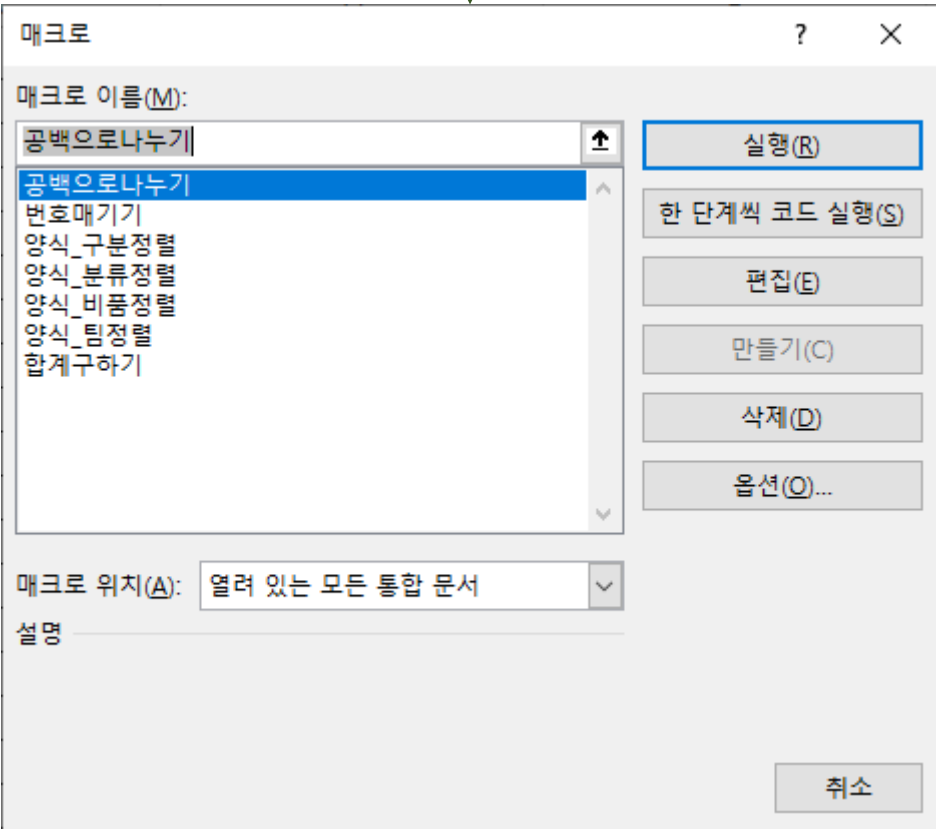 매크로
?
매크로 이름(M):
공백으로나누기
공백으로나누기
번호매기기
양식_구분정렬
양식_분류정렬
양식_비품정렬
양식_팀정렬
합계구하기
실행(R)
한 단계씩 코드 실행(S)
편집(E)
만들기(C)
삭제(D)
옵션(O)...
매크로 위치(A):
열려 있는 모든 통합 문서
설명
취소